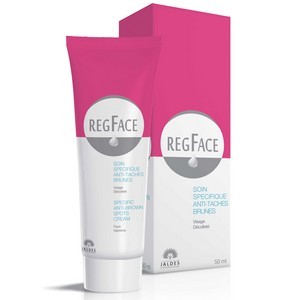 REGFACE
SOIN
SPECIFIQUE
ANTI-TACHES
BRUNES
Visage
Décolleté
SPECIFIC
ANTI-BROWN
SPOTS
CREAM
JALDES
REGFACE
SOIN
SPECIFIQUE
ANTI-TACHES
BRUNES
Visage
Décolleté
JALDES
50 ml